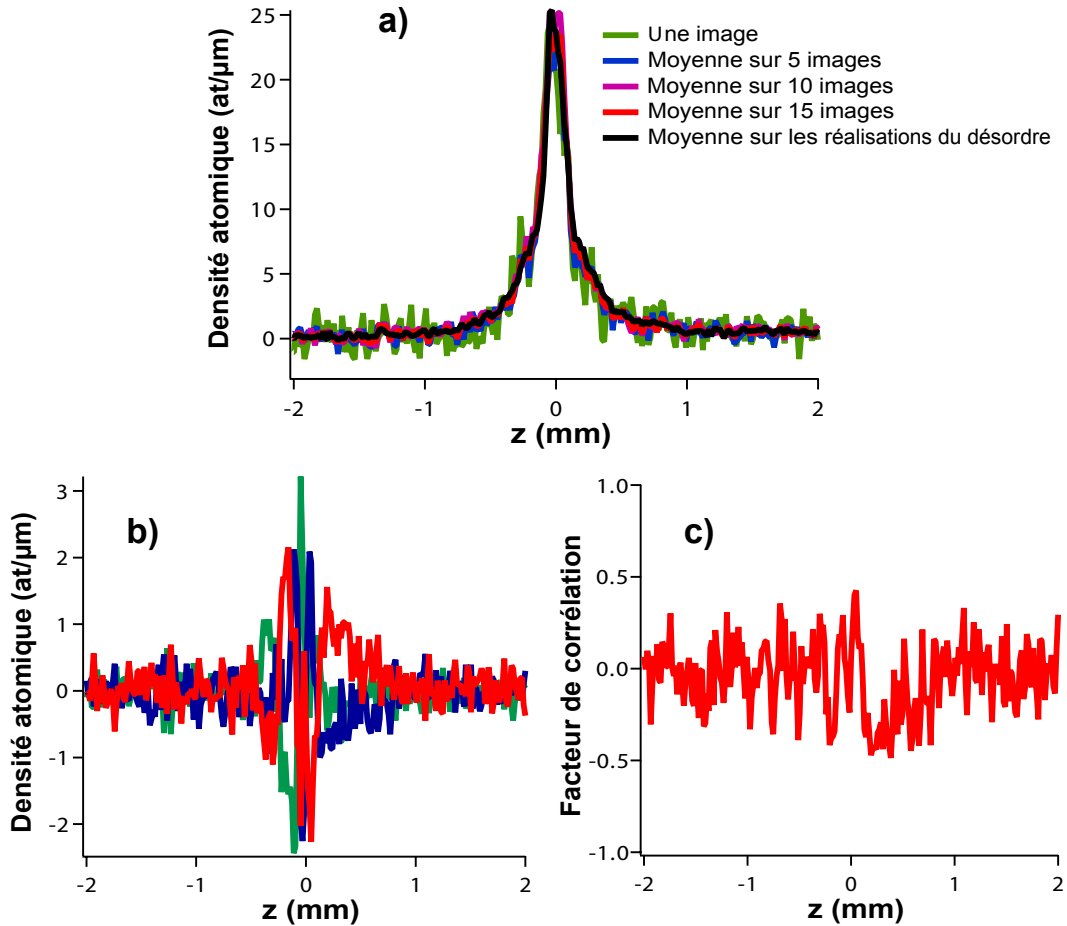 a)
Densité atomique (at/µm)
25
20
15
10
5
0
-2
-1
0
1
2
z (mm)
Une image
Moyenne sur 5 images
Moyenne sur 10 images
Moyenne sur 15 images
Moyenne sur les réalisations du désordre
b)
Densité atomique (at/µm)
3
2
1
0
-1
-2
-2
-1
0
1
2
z (mm)
c)
Facteur de corrélation
1.0
0.5
0.0
-0.5
-1.0
-2
-1
0
1
2
z (mm)